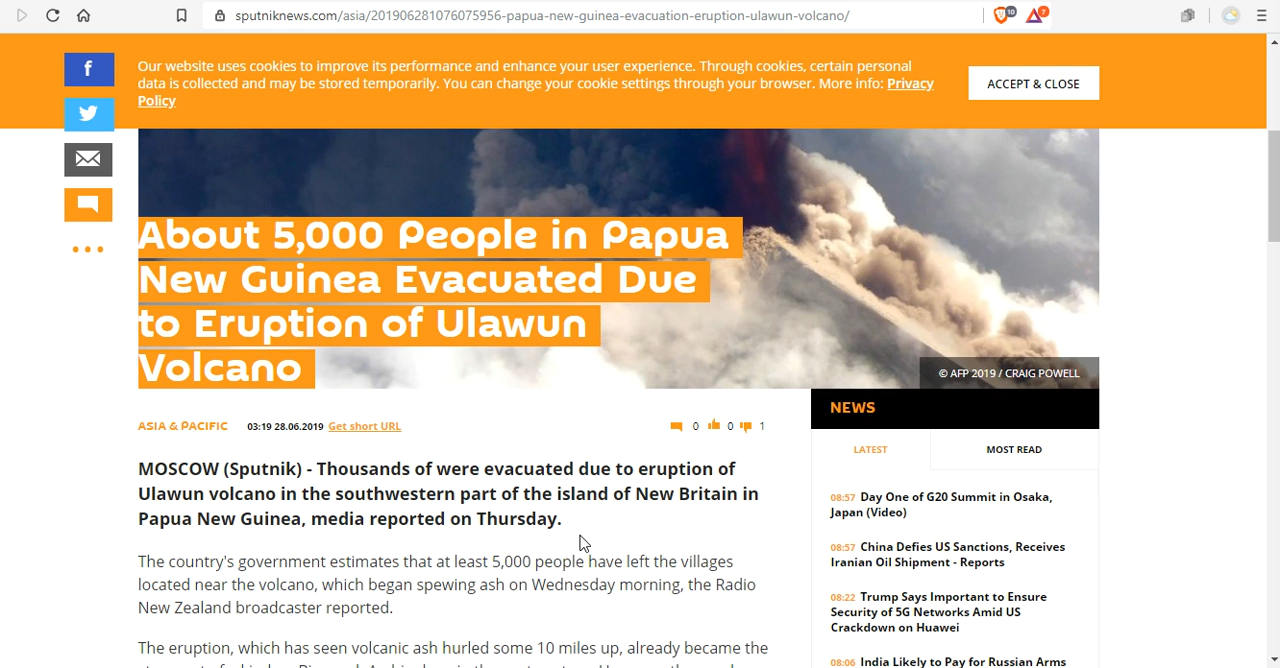 sputniknews.com/asia/201906281076075956-papua-new-guinea-evacuation-eruption-ulawun-volcano/
10
7
f
Our website uses cookies to improve its performance and enhance your user experience. Through cookies, certain personal
data is collected and may be stored temporarily. You can change your cookie settings through your browser. More info: Privacy
Policy
ACCEPT & CLOSE
About 5,000 People in Papua
New Guinea Evacuated Due
to Eruption of Ulawun
Volcano
© AFP 2019 / CRAIG POWELL
ASIA & PACIFIC
03:19 28.06.2019 Get short URL
0 0 1
MOSCOW (Sputnik) - Thousands of were evacuated due to eruption of
Ulawun volcano in the southwestern part of the island of New Britain in
Papua New Guinea, media reported on Thursday.
The country's government estimates that at least 5,000 people have left the villages
located near the volcano, which began spewing ash on Wednesday morning, the Radio
New Zealand broadcaster reported.
The eruption, which has seen volcanic ash hurled some 10 miles up, already became the
NEWS
LATEST
MOST READ
08:57 Day One of G20 Summit in Osaka,
Japan (Video)
08:57 China Defies US Sanctions, Receives
Iranian Oil Shipment - Reports
08:22 Trump Says Important to Ensure
Security of 5G Networks Amid US
Crackdown on Huawei
08:06 India Likely to Pay for Russian Arms